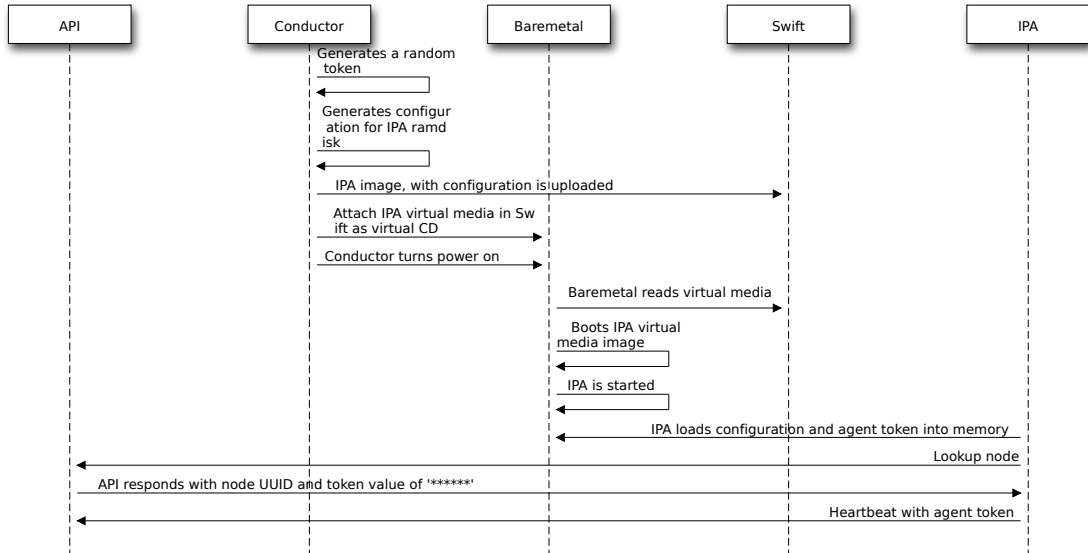 API
Conductor
Baremetal
Swift
IPA
Generates a random
token
Generates configur
ation for IPA ramd
isk
IPA image, with configuration is uploaded
Attach IPA virtual media in Sw
ift as virtual CD
Conductor turns power on
Baremetal reads virtual media
Boots IPA virtual
media image
IPA is started
IPA loads configuration and agent token into memory
Lookup node
API responds with node UUID and token value of '******'
Heartbeat with agent token